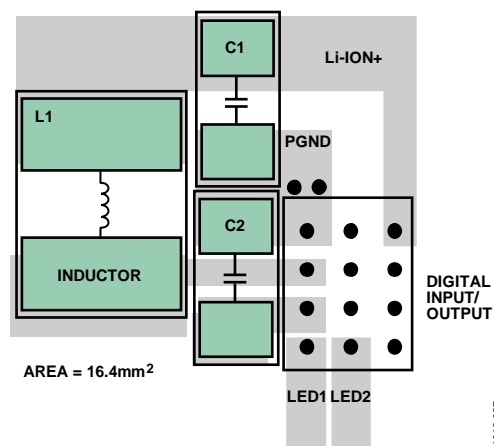 C1
Li-ION+
L1
PGND
C2
INDUCTOR
DIGITAL
INPUT/
OUTPUT
AREA = 16.4mm²
LED1 LED2